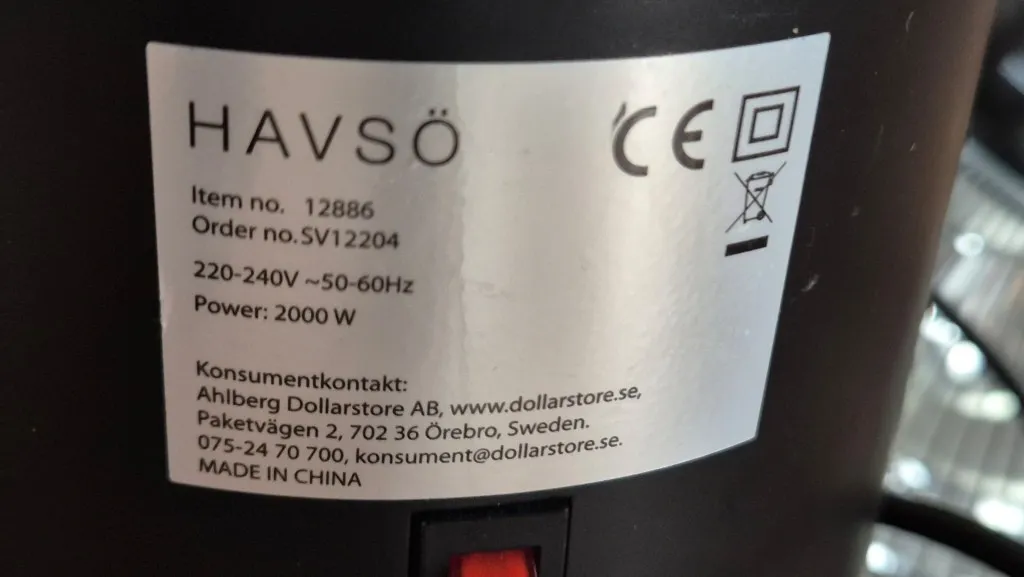 HAVSÖ
CE
Item no. 12886
Order no.SV12204
220-240V ~50-60Hz
Power: 2000 W
Konsumentkontakt:
Ahlberg Dollarstore AB, www.dollarstore.se,
Paketvägen 2, 702 36 Örebro, Sweden.
075-24 70 700, konsument@dollarstore.se.
MADE IN CHINA